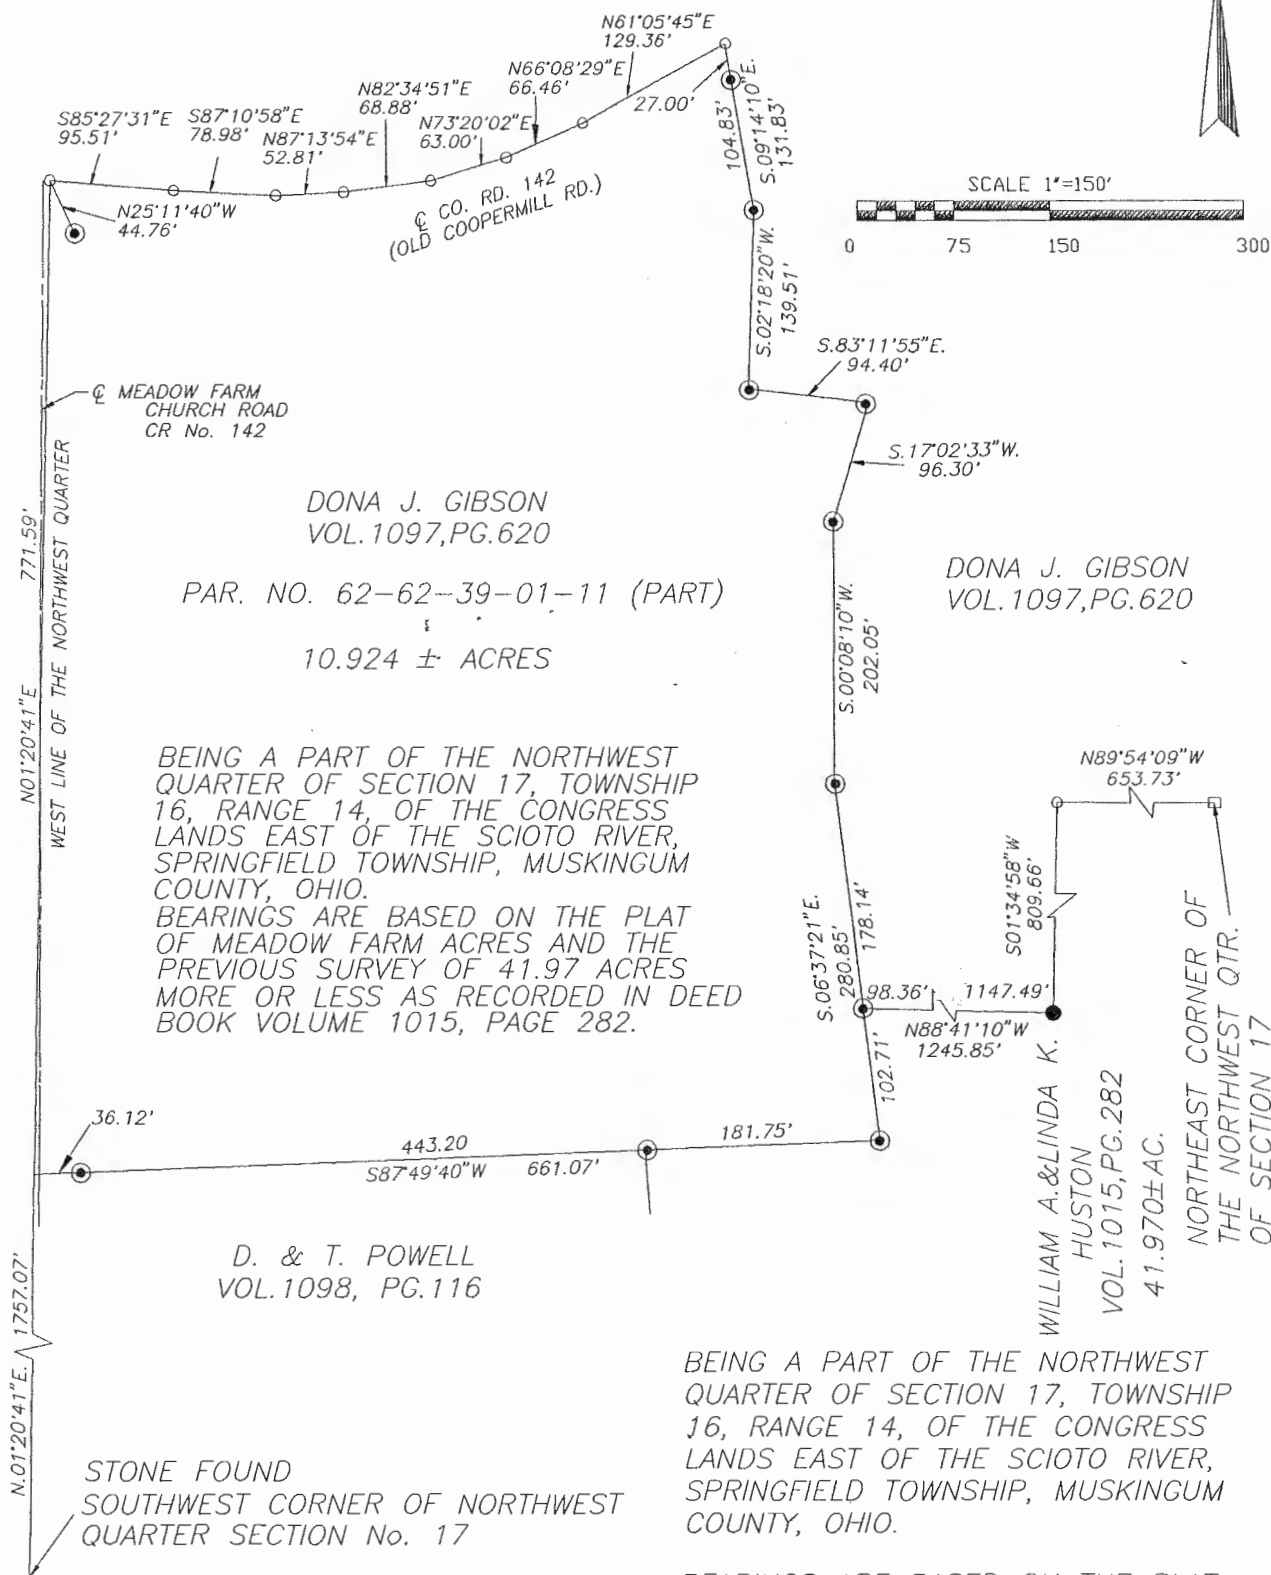 N61°05'45"E
129.36'
N66°08'29"E
66.46'
N82°34'51"E
68.88'
N73°20'02"E
63.00'
S85°27'31"E
95.51'
S87°10'58"E
78.98'
N87°13'54"E
52.81'
27.00'
104.83'
S.09°14'10"E.
131.83'
N25°11'40"W
44.76'
℄ CO. RD. 142
(OLD COOPERMILL RD.)
SCALE 1"=150'
0 75 150 300
S.02°18'20"W.
139.51'
S.83°11'55"E.
94.40'
℄ MEADOW FARM
CHURCH ROAD
CR No. 142
S.17°02'33"W.
96.30'
N01°20'41"E 771.59'
WEST LINE OF THE NORTHWEST QUARTER
DONA J. GIBSON
VOL.1097,PG.620
PAR. NO. 62-62-39-01-11 (PART)
10.924 ± ACRES
DONA J. GIBSON
VOL.1097,PG.620
S.00°08'10"W.
202.05'
BEING A PART OF THE NORTHWEST
QUARTER OF SECTION 17, TOWNSHIP
16, RANGE 14, OF THE CONGRESS
LANDS EAST OF THE SCIOTO RIVER,
SPRINGFIELD TOWNSHIP, MUSKINGUM
COUNTY, OHIO.
BEARINGS ARE BASED ON THE PLAT
OF MEADOW FARM ACRES AND THE
PREVIOUS SURVEY OF 41.97 ACRES
MORE OR LESS AS RECORDED IN DEED
BOOK VOLUME 1015, PAGE 282.
N89°54'09"W
653.73'
S01°34'58"W
809.66'
S.06°37'21"E.
280.85'
178.14'
98.36' 1147.49'
N88°41'10"W
1245.85'
102.71'
NORTHEAST CORNER OF
THE NORTHWEST QTR.
OF SECTION 17
WILLIAM A.&LINDA K.
HUSTON
VOL.1015,PG.282
41.970±AC.
36.12'
443.20
181.75'
S87°49'40"W 661.07'
D. & T. POWELL
VOL.1098, PG.116
N.01°20'41"E. 1757.07'
STONE FOUND
SOUTHWEST CORNER OF NORTHWEST
QUARTER SECTION No. 17
BEING A PART OF THE NORTHWEST
QUARTER OF SECTION 17, TOWNSHIP
16, RANGE 14, OF THE CONGRESS
LANDS EAST OF THE SCIOTO RIVER,
SPRINGFIELD TOWNSHIP, MUSKINGUM
COUNTY, OHIO.
BEARINGS ARE BASED ON THE PLAT